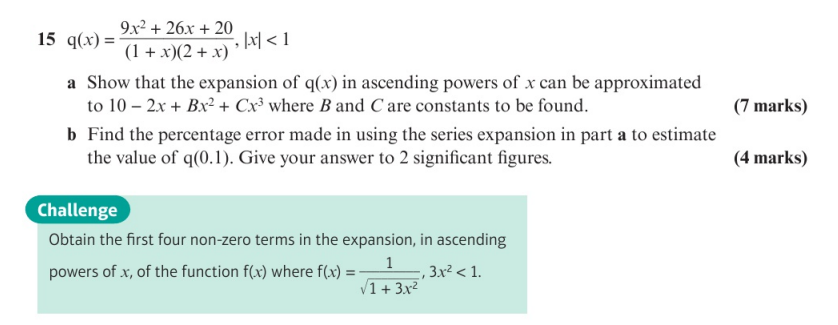 15 q(x) = (9x² + 26x + 20)/((1 + x)(2 + x)), |x| < 1
a Show that the expansion of q(x) in ascending powers of x can be approximated
to 10 − 2x + Bx² + Cx³ where B and C are constants to be found. (7 marks)
b Find the percentage error made in using the series expansion in part a to estimate
the value of q(0.1). Give your answer to 2 significant figures. (4 marks)
Challenge
Obtain the first four non-zero terms in the expansion, in ascending
powers of x, of the function f(x) where f(x) = 1/√(1 + 3x²), 3x² < 1.